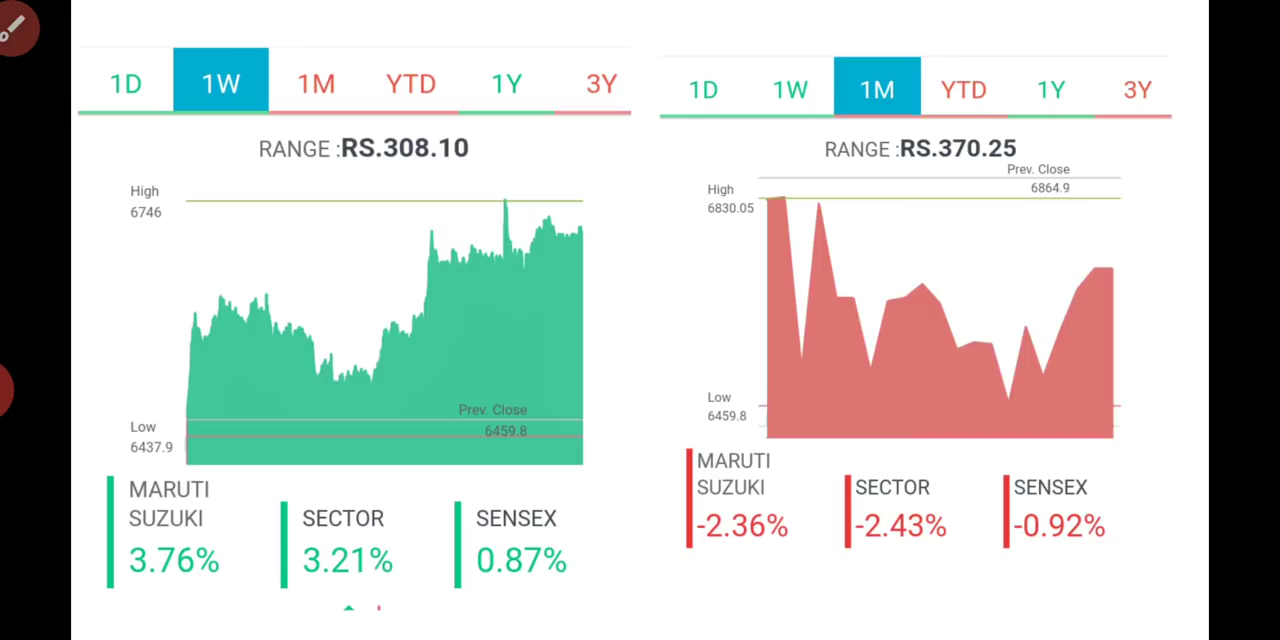 1D 1W 1M YTD 1Y 3Y
RANGE :RS.308.10
High
6746
Prev. Close
6459.8
Low
6437.9
MARUTI
SUZUKI
3.76%
SECTOR
3.21%
SENSEX
0.87%
1D 1W 1M YTD 1Y 3Y
RANGE :RS.370.25
Prev. Close
6864.9
High
6830.05
Low
6459.8
MARUTI
SUZUKI
-2.36%
SECTOR
-2.43%
SENSEX
-0.92%